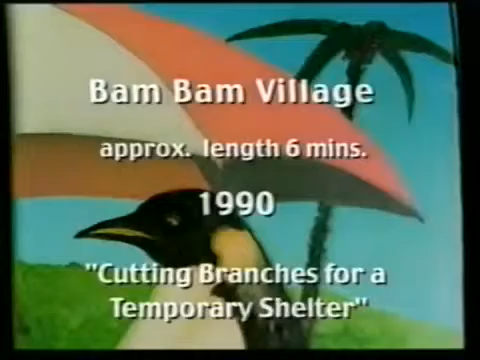 Bam Bam Village
approx. length 6 mins.
1990
"Cutting Branches for a
Temporary Shelter"